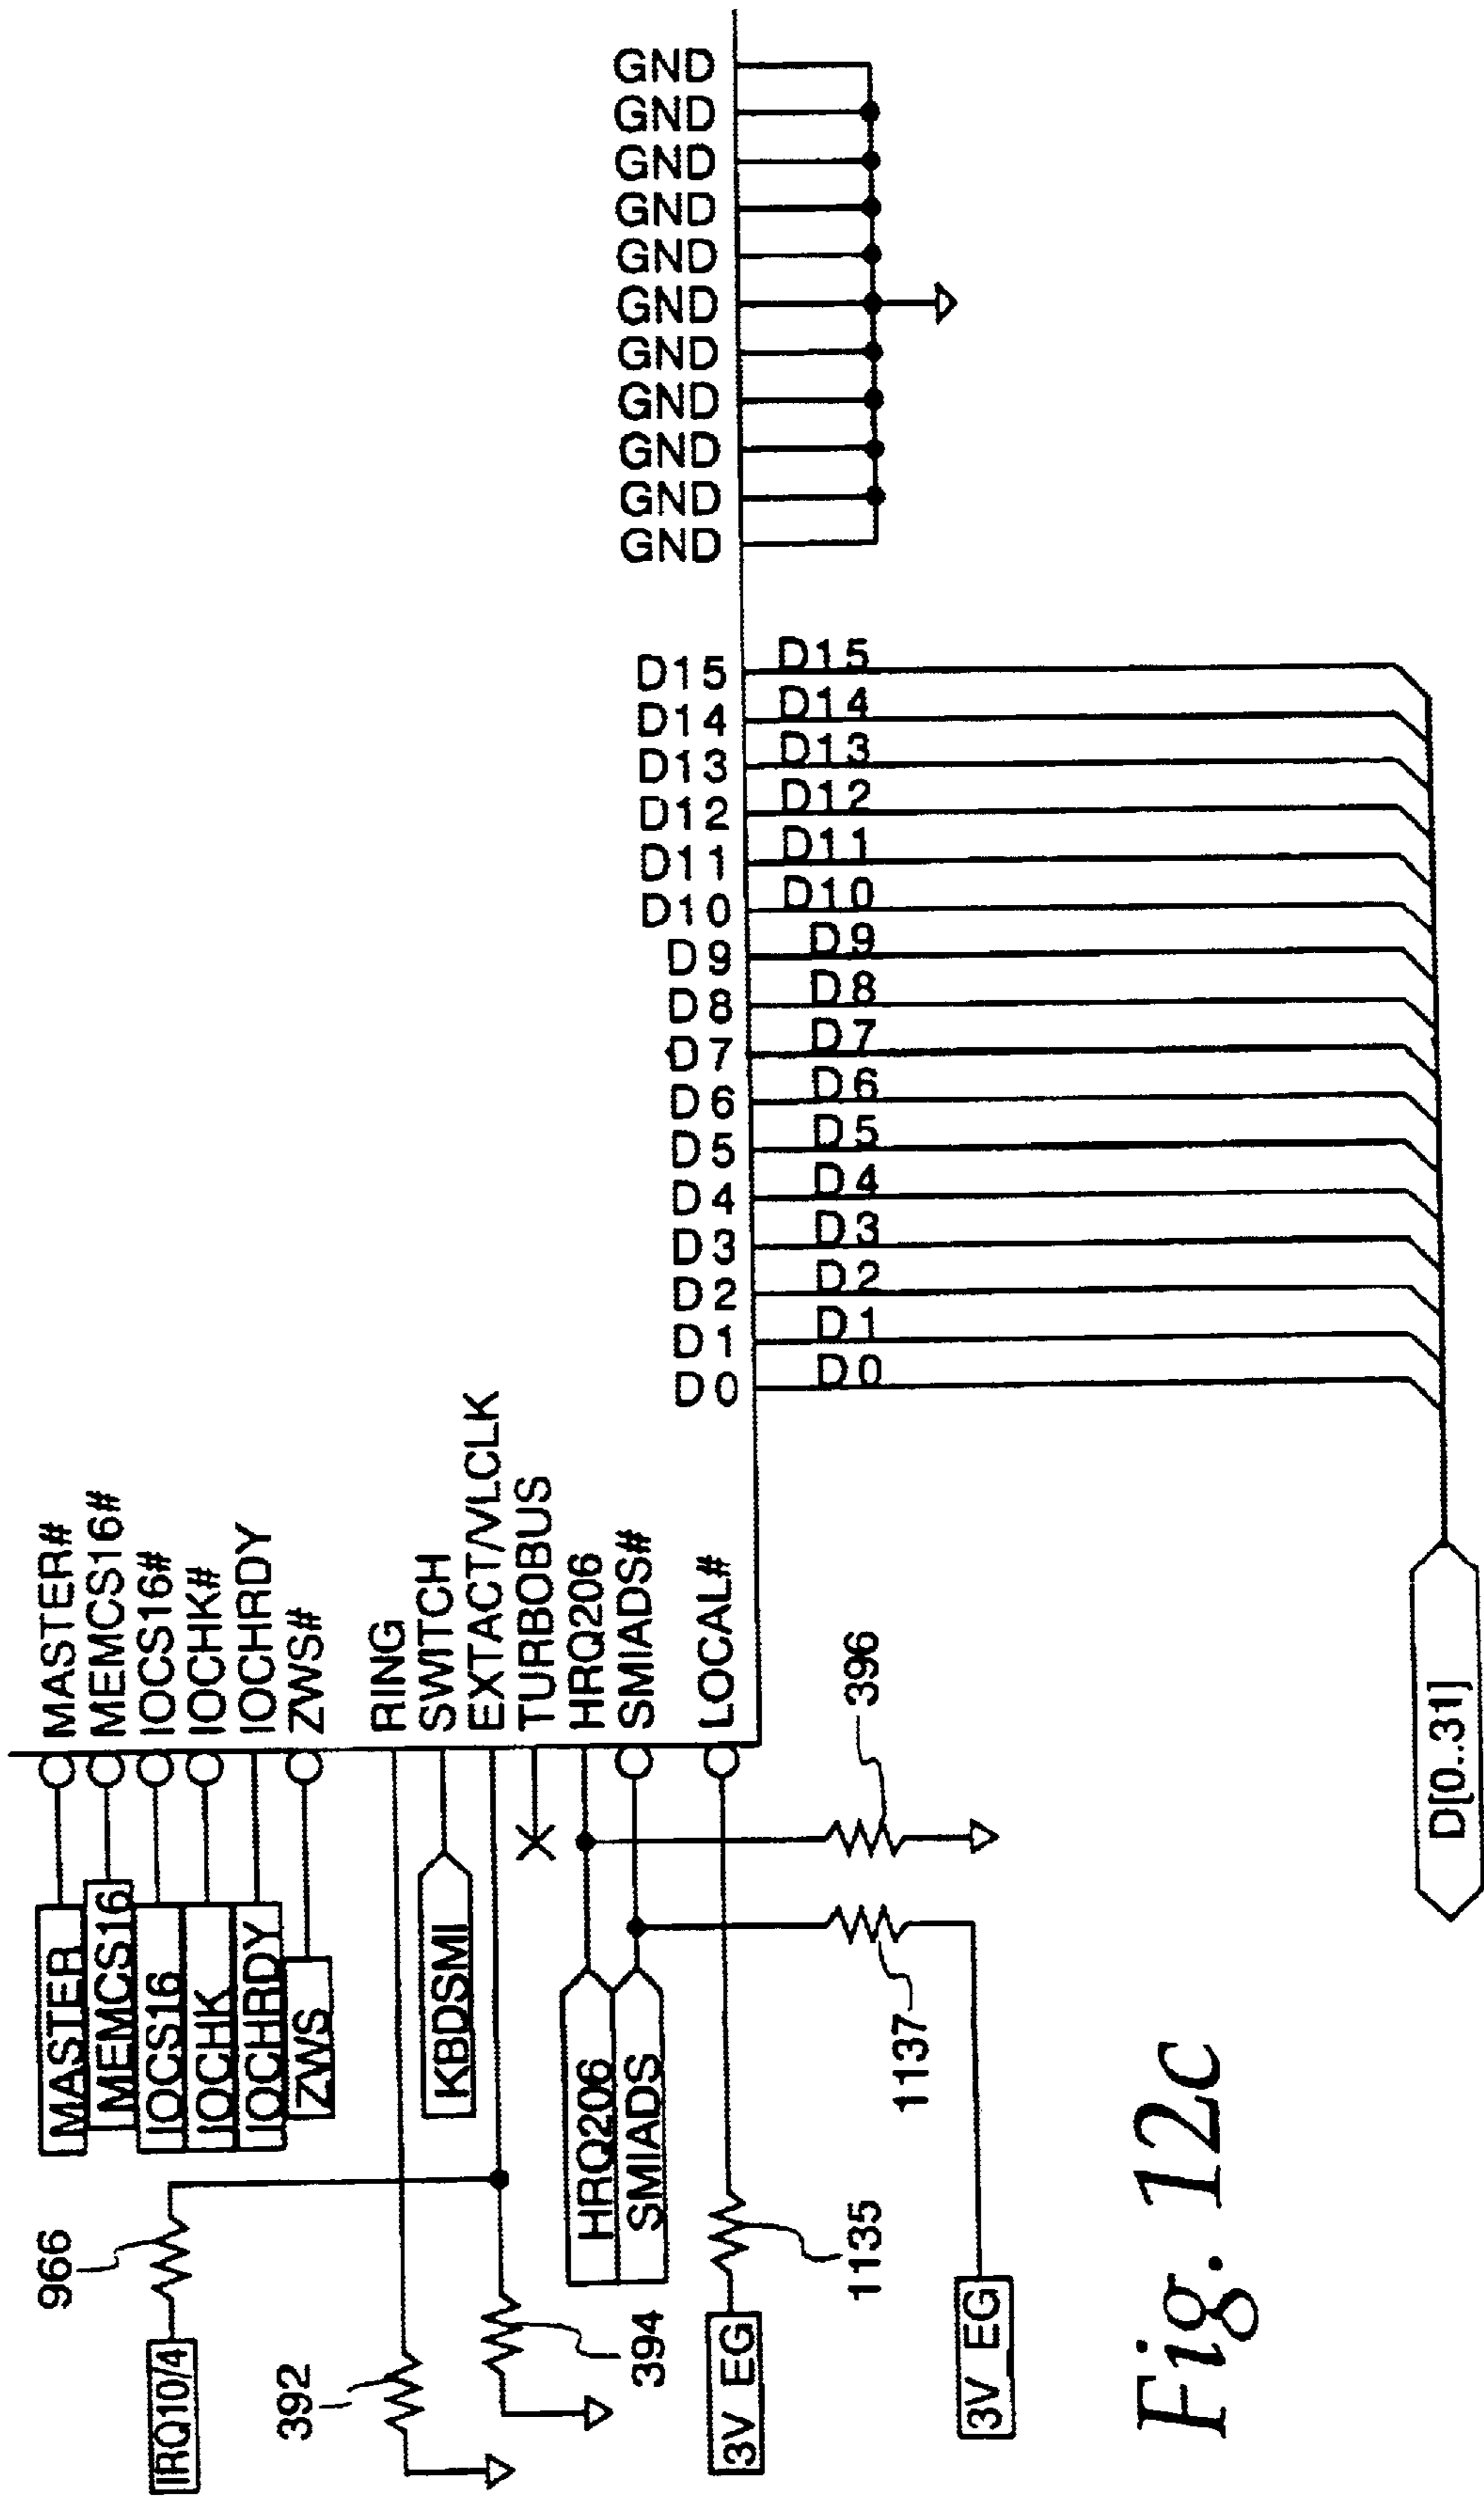 MASTER MASTER#
MEMCS16 MEMCS16#
IOCS16 IOCS16#
IOCHK IOCHK#
IOCHRDY IOCHRDY
ZWS ZWS#
966
IRQ10/4
392
RING
KBDSMI SWITCH
EXTACT/VLCLK
394
TURBOBUS
HRQ206 HRQ206
SMIADS SMIADS#
3V EG
1135
LOCAL#
396
1137
3V EG
D0 D1 D2 D3 D4 D5 D6 D7 D8 D9 D10 D11 D12 D13 D14 D15
GND GND GND GND GND GND GND GND GND GND GND
D0 D1 D2 D3 D4 D5 D6 D7 D8 D9 D10 D11 D12 D13 D14 D15
D[0..31]
Fig. 12c